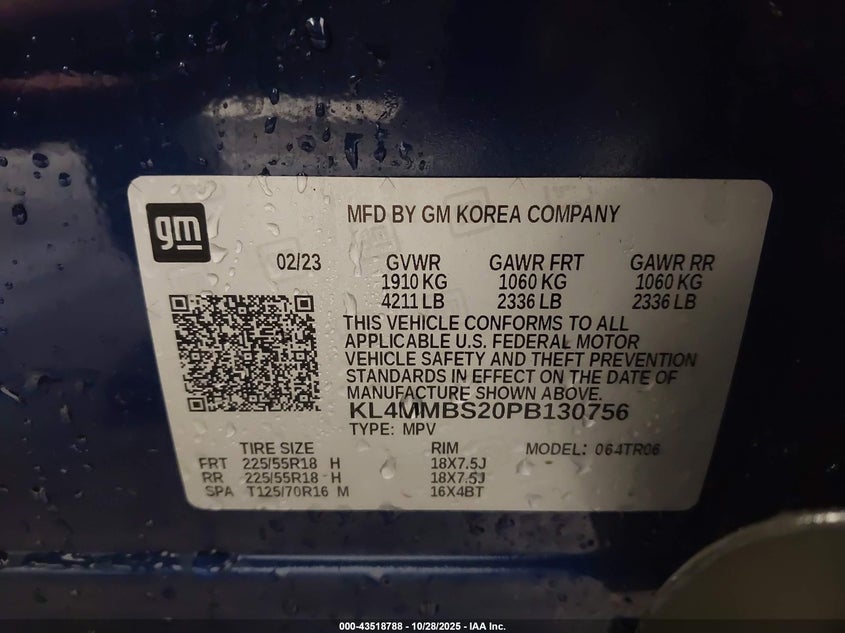 gm
MFD BY GM KOREA COMPANY
02/23 GVWR GAWR FRT GAWR RR
1910 KG 1060 KG 1060 KG
4211 LB 2336 LB 2336 LB
THIS VEHICLE CONFORMS TO ALL
APPLICABLE U.S. FEDERAL MOTOR
VEHICLE SAFETY AND THEFT PREVENTION
STANDARDS IN EFFECT ON THE DATE OF
MANUFACTURE SHOWN ABOVE.
KL4MMBS20PB130756
TYPE: MPV
TIRE SIZE RIM MODEL: 064TR06
FRT 225/55R18 H 18X7.5J
RR 225/55R18 H 18X7.5J
SPA T125/70R16 M 16X4BT
000-43518788 - 10/28/2025 - IAA Inc.